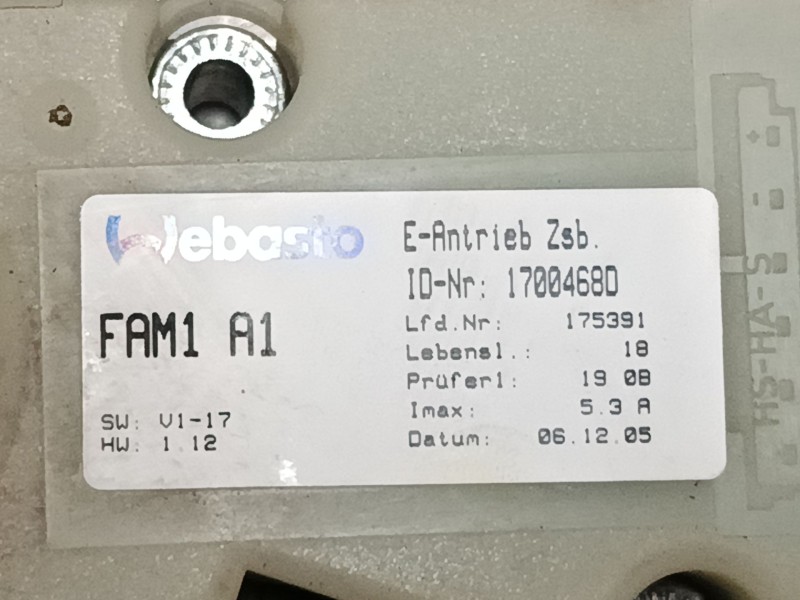 Webasto
E-Antrieb Zsb.
ID-Nr: 1700468D
FAM1 A1
Lfd.Nr: 175391
Lebensl.: 18
Prüfer1: 19 0B
Imax: 5.3 A
SW: V1-17
HW: 1.12
Datum: 06.12.05
+
-
HS-HA-S